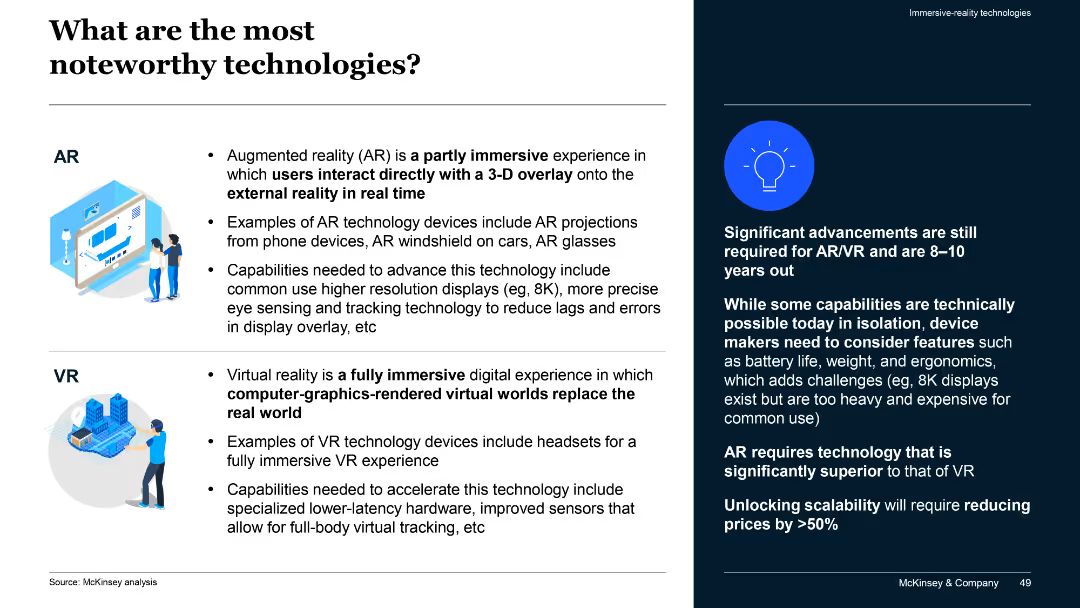 Immersive-reality technologies
What are the most
noteworthy technologies?
AR
• Augmented reality (AR) is a partly immersive experience in
which users interact directly with a 3-D overlay onto the
external reality in real time
• Examples of AR technology devices include AR projections
from phone devices, AR windshield on cars, AR glasses
• Capabilities needed to advance this technology include
common use higher resolution displays (eg, 8K), more precise
eye sensing and tracking technology to reduce lags and errors
in display overlay, etc
VR
• Virtual reality is a fully immersive digital experience in which
computer-graphics-rendered virtual worlds replace the
real world
• Examples of VR technology devices include headsets for a
fully immersive VR experience
• Capabilities needed to accelerate this technology include
specialized lower-latency hardware, improved sensors that
allow for full-body virtual tracking, etc
Significant advancements are still
required for AR/VR and are 8–10
years out
While some capabilities are technically
possible today in isolation, device
makers need to consider features such
as battery life, weight, and ergonomics,
which adds challenges (eg, 8K displays
exist but are too heavy and expensive for
common use)
AR requires technology that is
significantly superior to that of VR
Unlocking scalability will require reducing
prices by >50%
Source: McKinsey analysis
McKinsey & Company 49